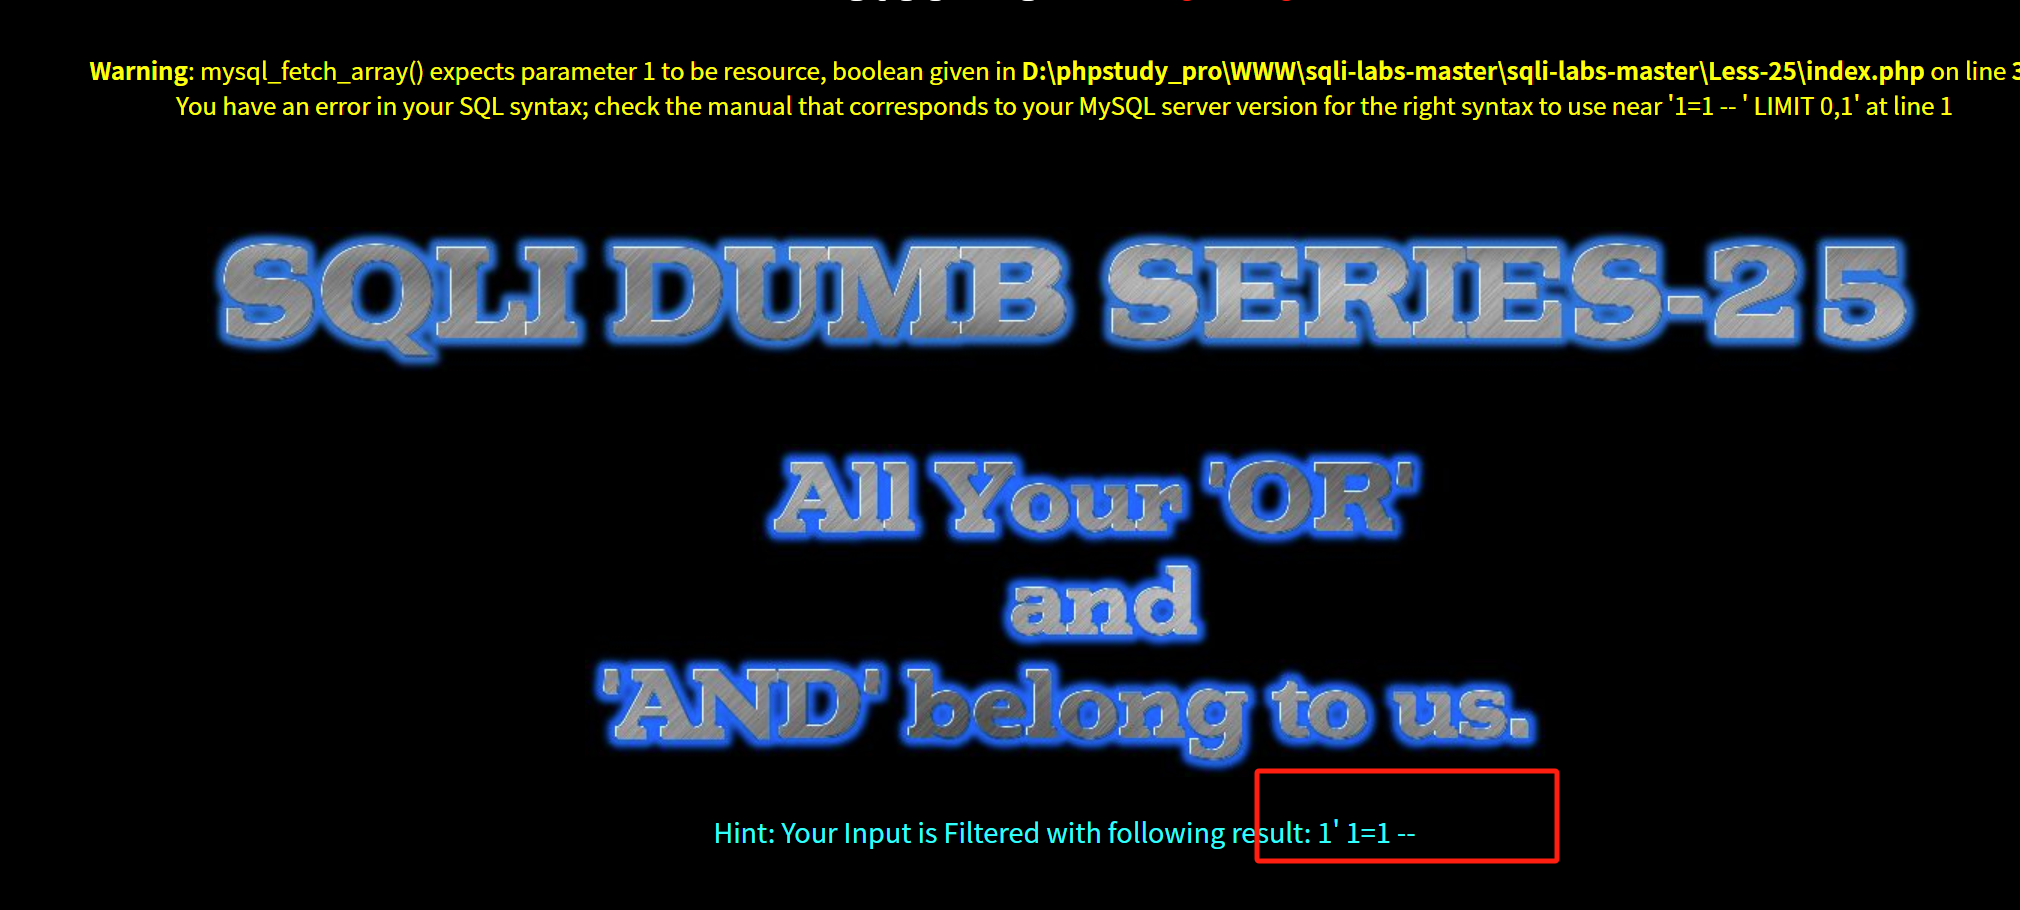 Warning: mysql_fetch_array() expects parameter 1 to be resource, boolean given in D:\phpstudy_pro\WWW\sqli-labs-master\sqli-labs-master\Less-25\index.php on line
You have an error in your SQL syntax; check the manual that corresponds to your MySQL server version for the right syntax to use near '1=1 -- ' LIMIT 0,1' at line 1
SQLI DUMB SERIES-25
All Your 'OR'
and
'AND' belong to us.
Hint: Your Input is Filtered with following result: 1' 1=1 --